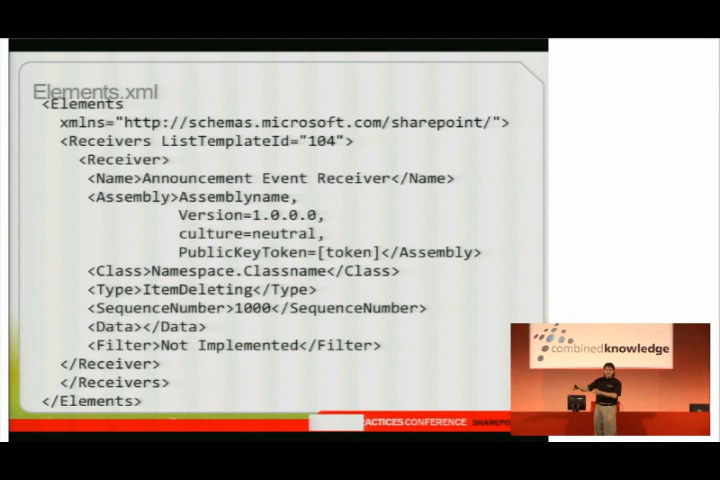 Elements.xml
<Elements
xmlns="http://schemas.microsoft.com/sharepoint/">
<Receivers ListTemplateId="104">
<Receiver>
<Name>Announcement Event Receiver</Name>
<Assembly>Assemblyname,
Version=1.0.0.0,
culture=neutral,
PublicKeyToken=[token]</Assembly>
<Class>Namespace.Classname</Class>
<Type>ItemDeleting</Type>
<SequenceNumber>1000</SequenceNumber>
<Data></Data>
<Filter>Not Implemented</Filter>
</Receiver>
</Receivers>
</Elements>
combinedknowledge
ACTICES CONFERENCE SHAREPO